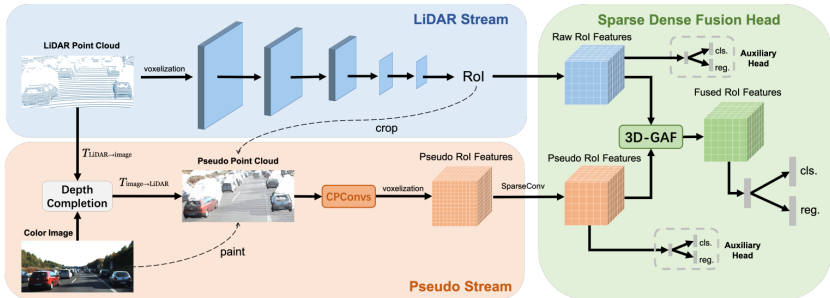 LiDAR Stream
LiDAR Point Cloud
voxelization
RoI
crop
T LiDAR→image
Pseudo Point Cloud
T image→LiDAR
Depth
Completion
Color Image
paint
CPConvs
voxelization
Pseudo RoI Features
SparseConv
Pseudo Stream
Sparse Dense Fusion Head
Raw RoI Features
cls.
reg.
Auxiliary
Head
Fused RoI Features
3D-GAF
Pseudo RoI Features
cls.
reg.
cls.
reg.
Auxiliary
Head